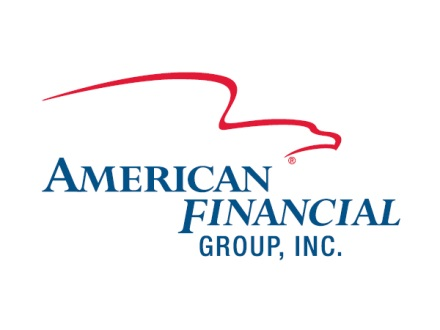 ®
AMERICAN
FINANCIAL
GROUP, INC.